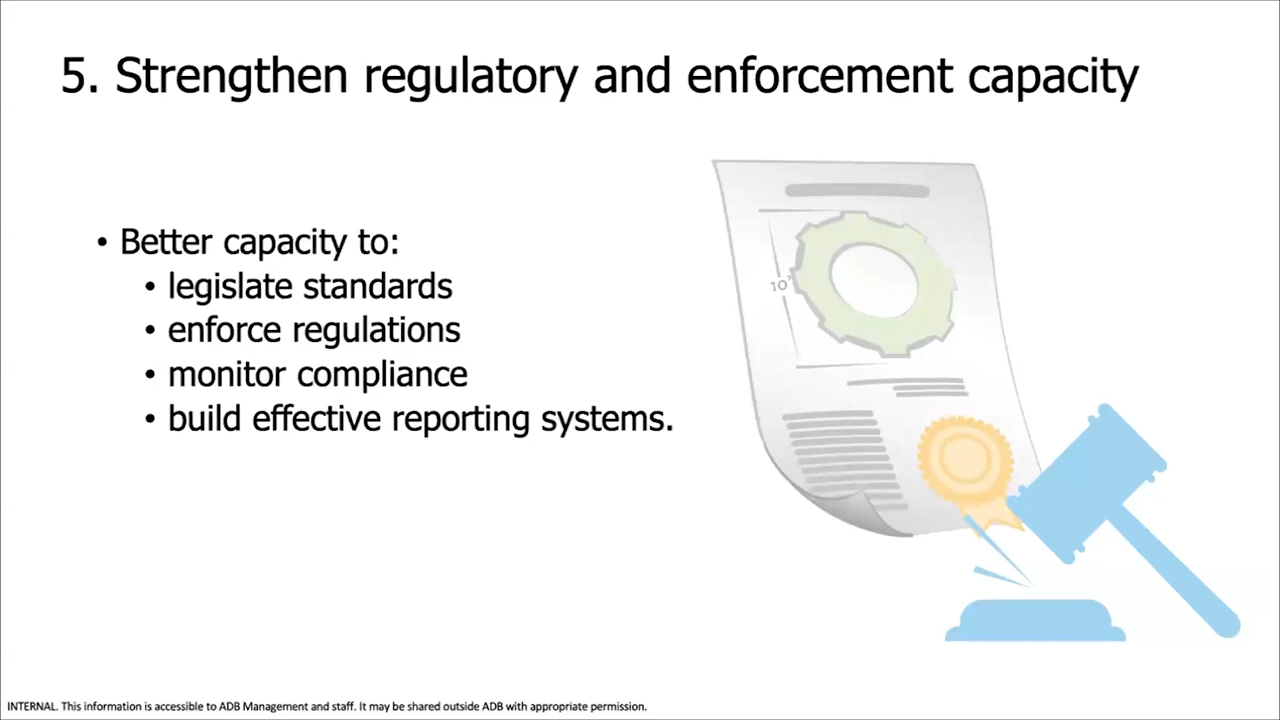 5. Strengthen regulatory and enforcement capacity
• Better capacity to:
• legislate standards
• enforce regulations
• monitor compliance
• build effective reporting systems.
10'
INTERNAL. This information is accessible to ADB Management and staff. It may be shared outside ADB with appropriate permission.